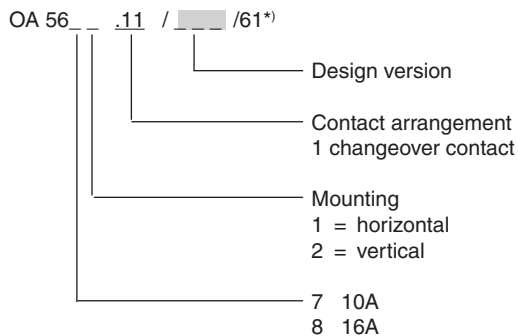 OA 56_ _ .11 / _ _ _ /61*)
Design version
Contact arrangement
1 changeover contact
Mounting
1 = horizontal
2 = vertical
7 10A
8 16A